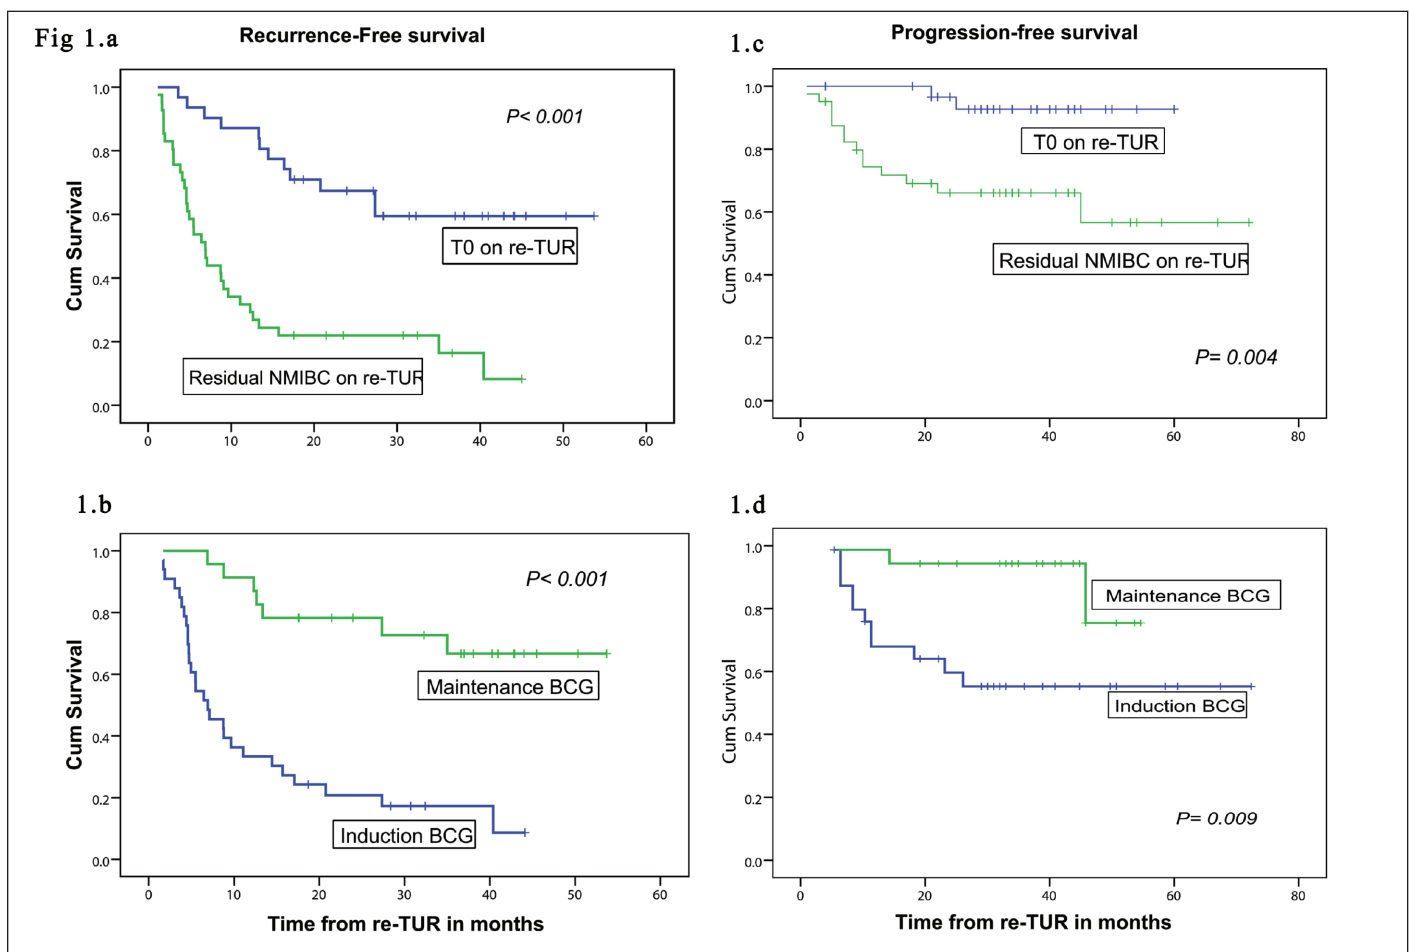 Fig 1.a
Recurrence-Free survival
Cum Survival
1.0
0.8
0.6
0.4
0.2
0.0
P< 0.001
T0 on re-TUR
Residual NMIBC on re-TUR
0 10 20 30 40 50 60
1.c
Progression-free survival
Cum Survival
1.0
0.8
0.6
0.4
0.2
0.0
T0 on re-TUR
Residual NMIBC on re-TUR
P= 0.004
0 20 40 60 80
1.b
Cum Survival
1.0
0.8
0.6
0.4
0.2
0.0
P< 0.001
Maintenance BCG
Induction BCG
0 10 20 30 40 50 60
Time from re-TUR in months
1.d
Cum Survival
1.0
0.8
0.6
0.4
0.2
0.0
Maintenance BCG
Induction BCG
P= 0.009
0 20 40 60 80
Time from re-TUR in months